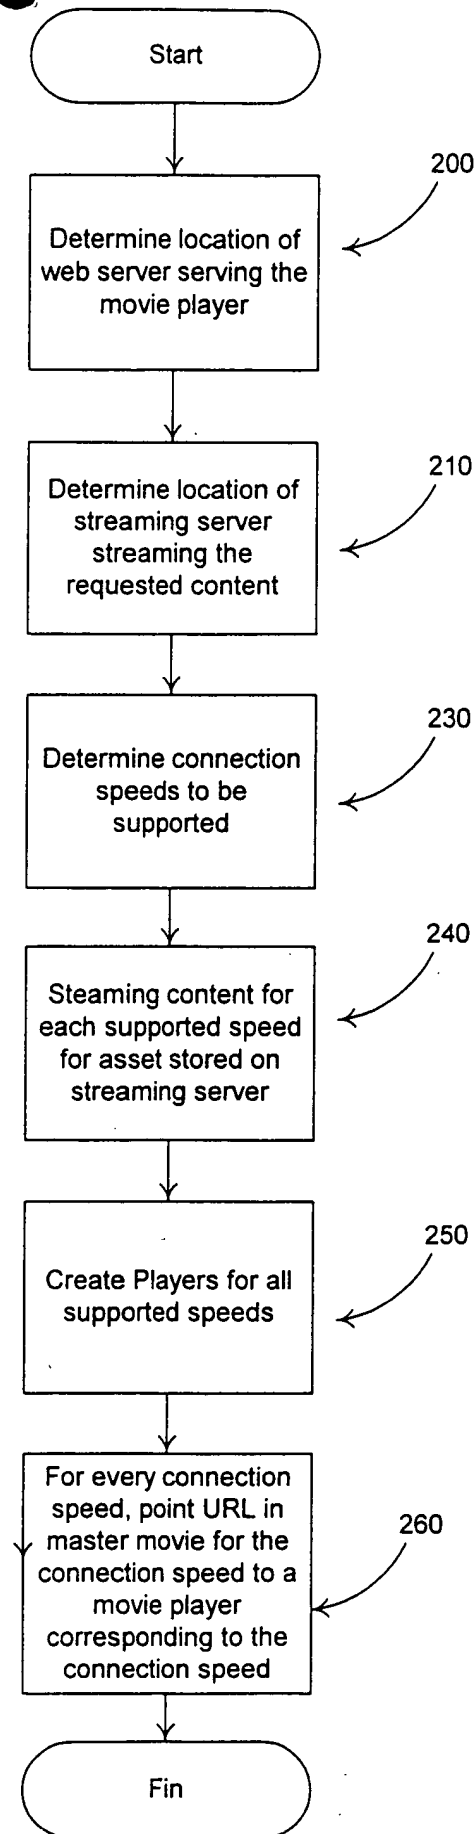 Start
200
Determine location of
web server serving the
movie player
210
Determine location of
streaming server
streaming the
requested content
230
Determine connection
speeds to be
supported
240
Steaming content for
each supported speed
for asset stored on
streaming server
250
Create Players for all
supported speeds
260
For every connection
speed, point URL in
master movie for the
connection speed to a
movie player
corresponding to the
connection speed
Fin